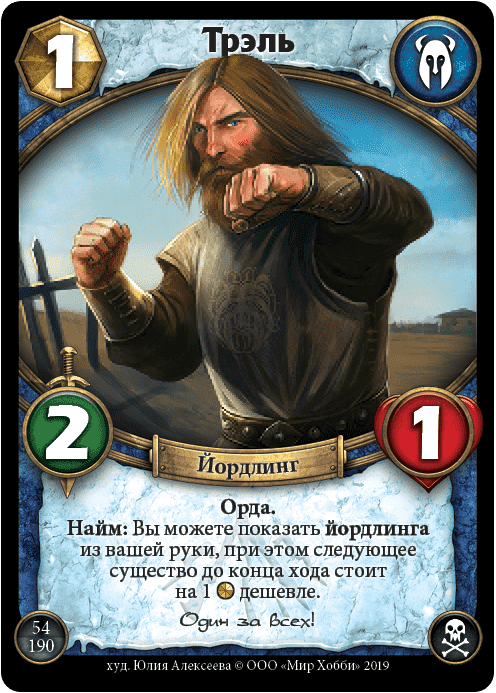 Трэль
1
2
1
Йордлинг
Орда.
Найм: Вы можете показать йордлинга
из вашей руки, при этом следующее
существо до конца хода стоит
на 1 дешевле.
Один за всех!
54
190
худ. Юлия Алексеева © ООО «Мир Хобби» 2019